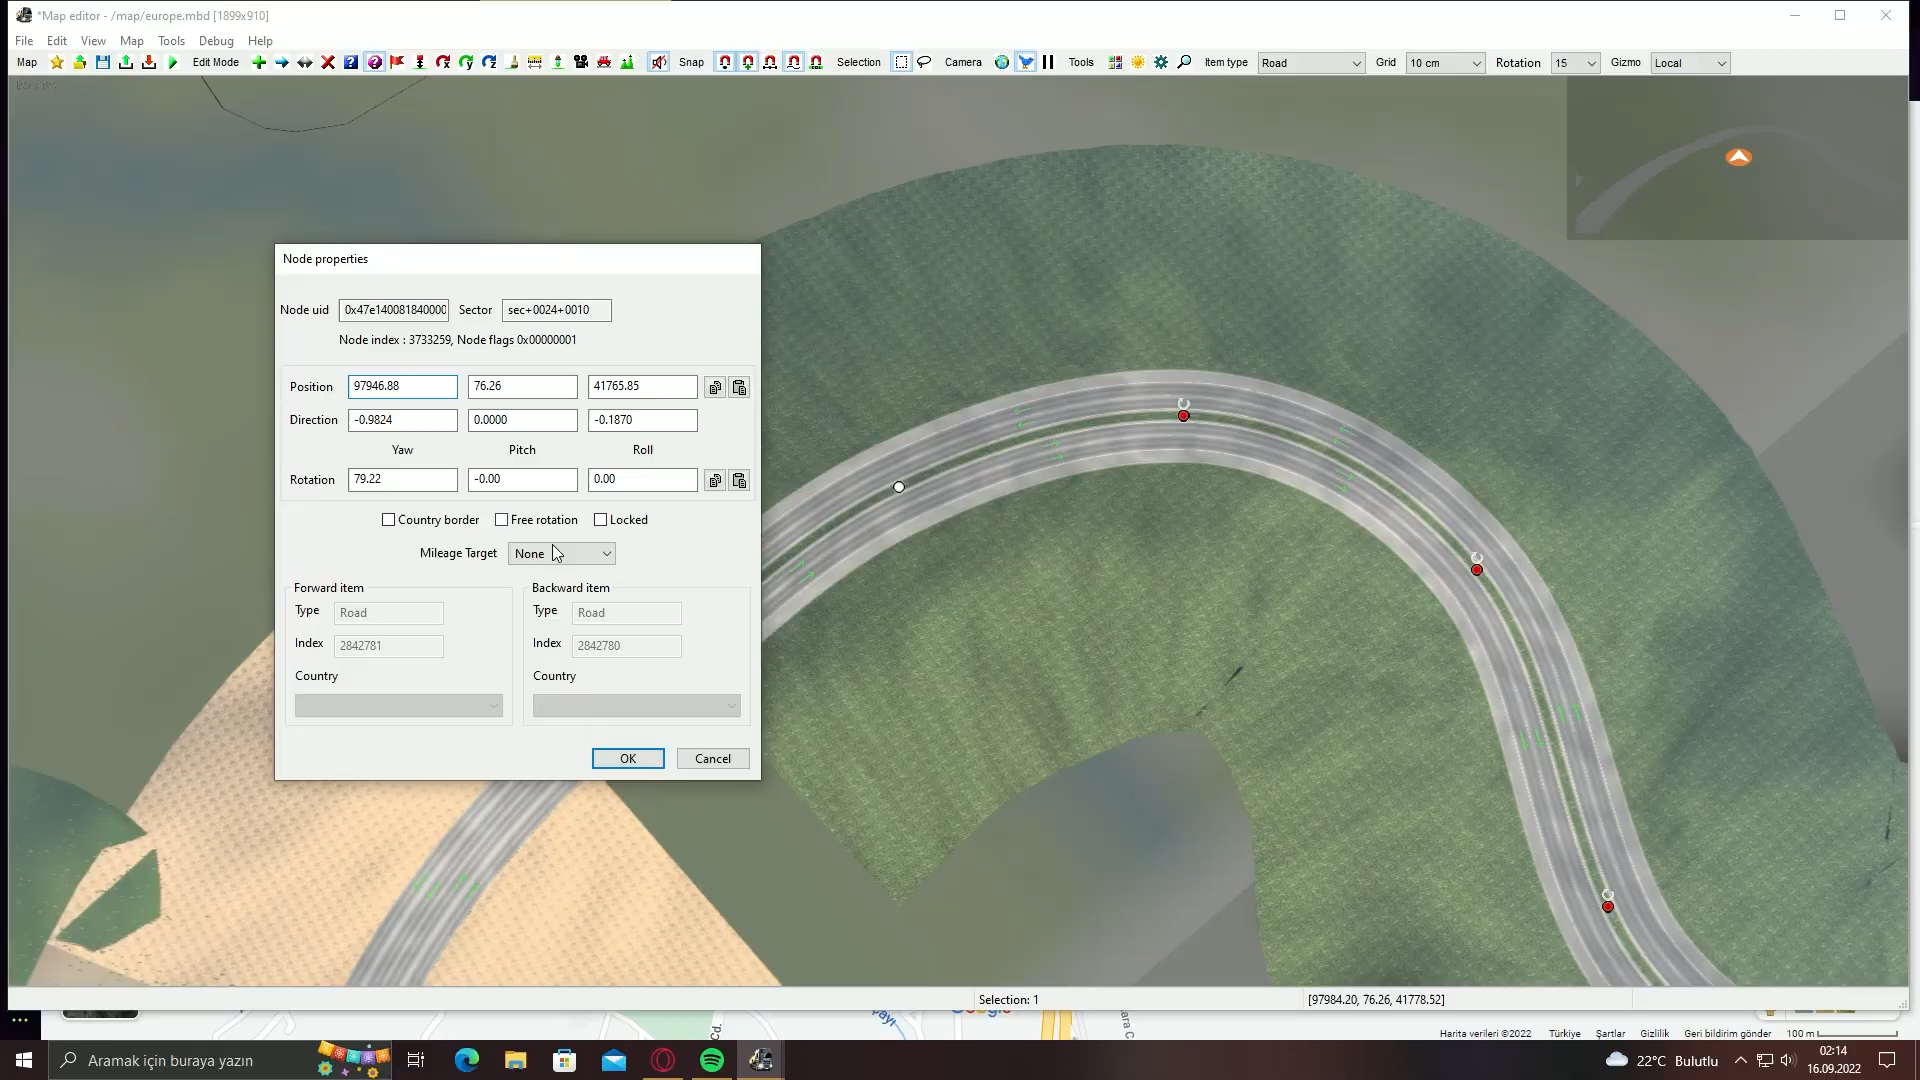 *Map editor - /map/europe.mbd [1899x910]
File Edit View Map Tools Debug Help
Map Edit Mode Snap Selection Camera Tools Item type Road Grid 10 cm Rotation 15 Gizmo Local
Node properties
Node uid 0x47e140081840000 Sector sec+0024+0010
Node index : 3733259, Node flags 0x00000001
Position 97946.88 76.26 41765.85
Direction -0.9824 0.0000 -0.1870
Yaw Pitch Roll
Rotation 79.22 -0.00 0.00
Country border Free rotation Locked
Mileage Target None
Forward item Backward item
Type Road Type Road
Index 2842781 Index 2842780
Country Country
OK Cancel
Selection: 1 [97984.20, 76.26, 41778.52]
Cd.
Harita verileri ©2022 Türkiye Şartlar Gizlilik Geri bildirim gönder 100 m
Aramak için buraya yazın
22°C Bulutlu
02:14
16.09.2022